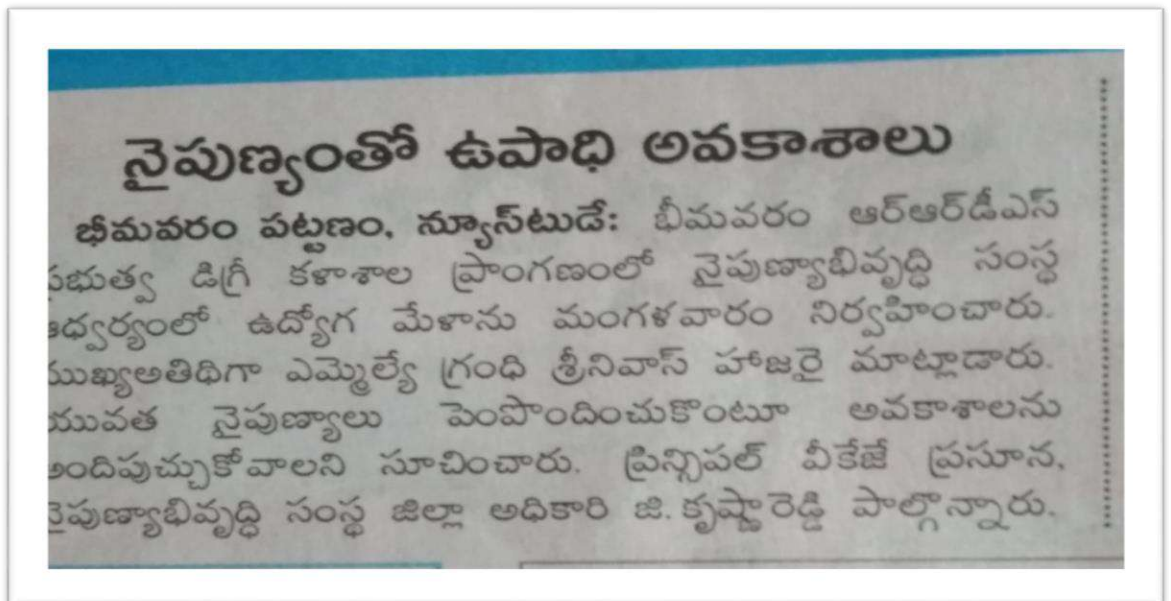 నైపుణ్యంతో ఉపాధి అవకాశాలు
భీమవరం పట్టణం, న్యూస్‌టుడే: భీమవరం ఆర్‌ఆర్‌డీఎస్
ప్రభుత్వ డిగ్రీ కళాశాల ప్రాంగణంలో నైపుణ్యాభివృద్ధి సంస్థ
ఆధ్వర్యంలో ఉద్యోగ మేళాను మంగళవారం నిర్వహించారు.
ముఖ్యఅతిథిగా ఎమ్మెల్యే గ్రంధి శ్రీనివాస్ హాజరై మాట్లాడారు.
యువత నైపుణ్యాలు పెంపొందించుకొంటూ అవకాశాలను
అందిపుచ్చుకోవాలని సూచించారు. ప్రిన్సిపల్ వీకేజే ప్రసూన,
నైపుణ్యాభివృద్ధి సంస్థ జిల్లా అధికారి జి.కృష్ణారెడ్డి పాల్గొన్నారు.